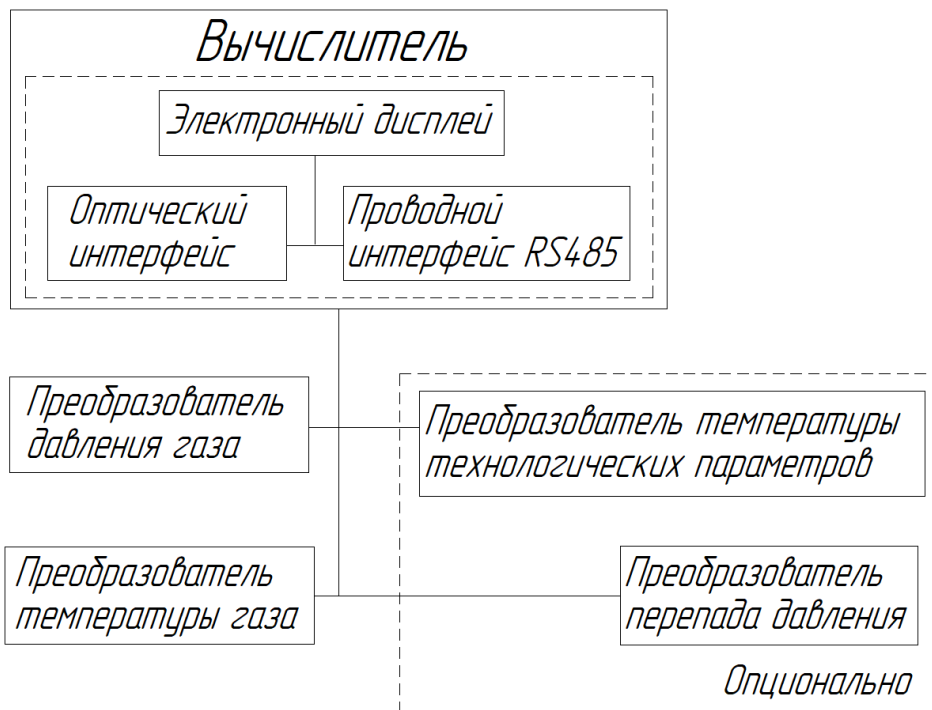 Вычислитель
Электронный дисплей
Оптический
интерфейс
Проводной
интерфейс RS485
Преобразователь
давления газа
Преобразователь температуры
технологических параметров
Преобразователь
температуры газа
Преобразователь
перепада давления
Опционально